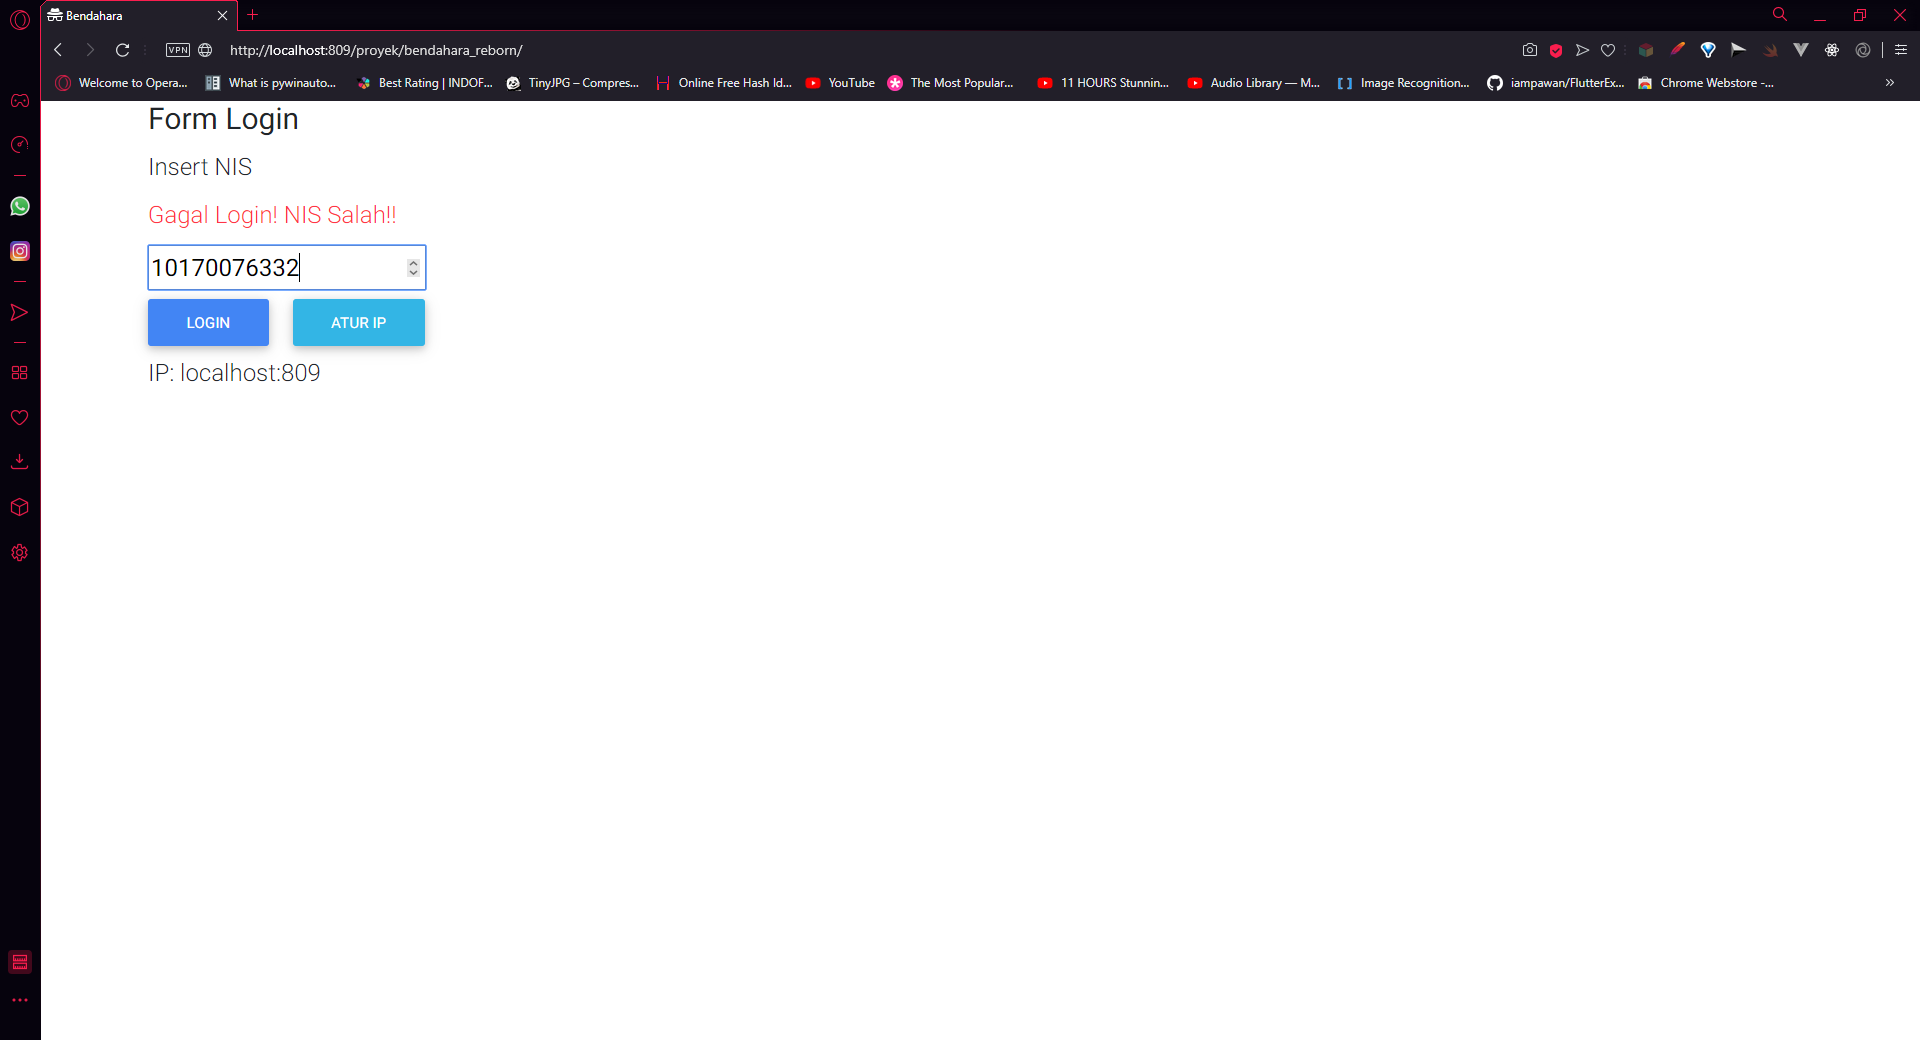 Bendahara
VPN
http://localhost:809/proyek/bendahara_reborn/
Welcome to Opera...
What is pywinauto...
Best Rating | INDOF...
TinyJPG – Compres...
Online Free Hash Id...
YouTube
The Most Popular...
11 HOURS Stunnin...
Audio Library — M...
Image Recognition...
iampawan/FlutterEx...
Chrome Webstore -...
Form Login
Insert NIS
Gagal Login! NIS Salah!!
10170076332
LOGIN
ATUR IP
IP: localhost:809